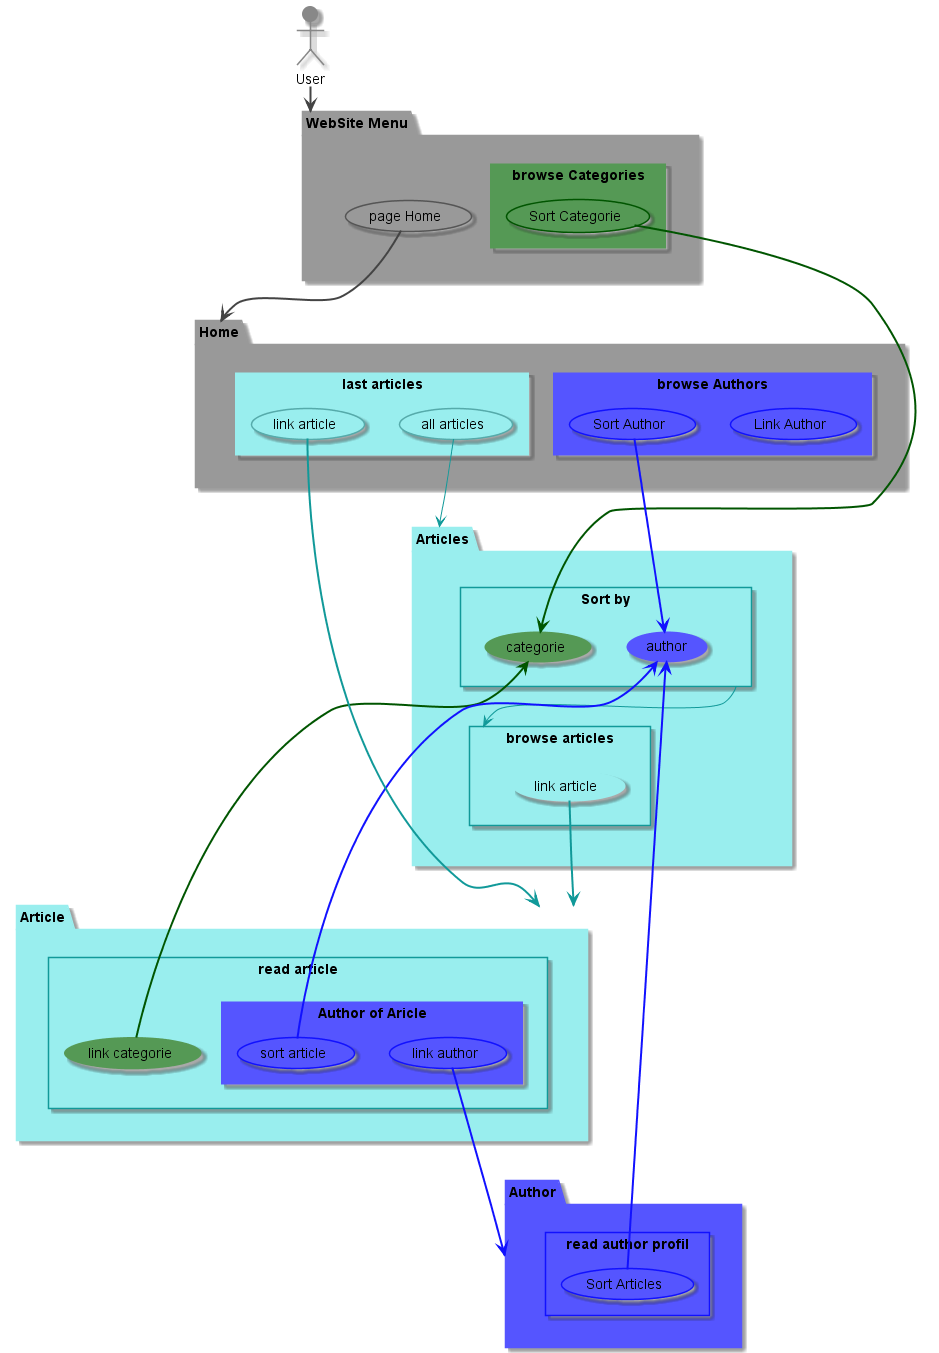 User
WebSite Menu
browse Categories
page Home
Sort Categorie
Home
last articles
browse Authors
link article
all articles
Sort Author
Link Author
Articles
Sort by
categorie
author
browse articles
link article
Article
read article
Author of Aricle
link categorie
sort article
link author
Author
read author profil
Sort Articles